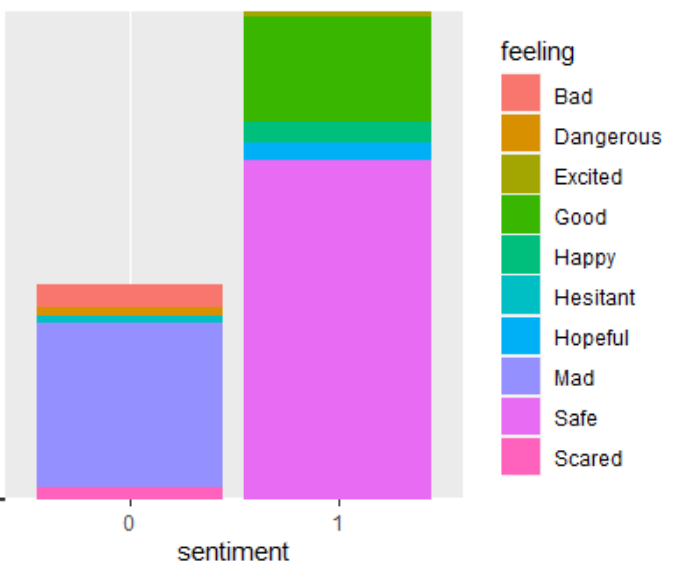 feeling
Bad
Dangerous
Excited
Good
Happy
Hesitant
Hopeful
Mad
Safe
Scared
0 1
sentiment